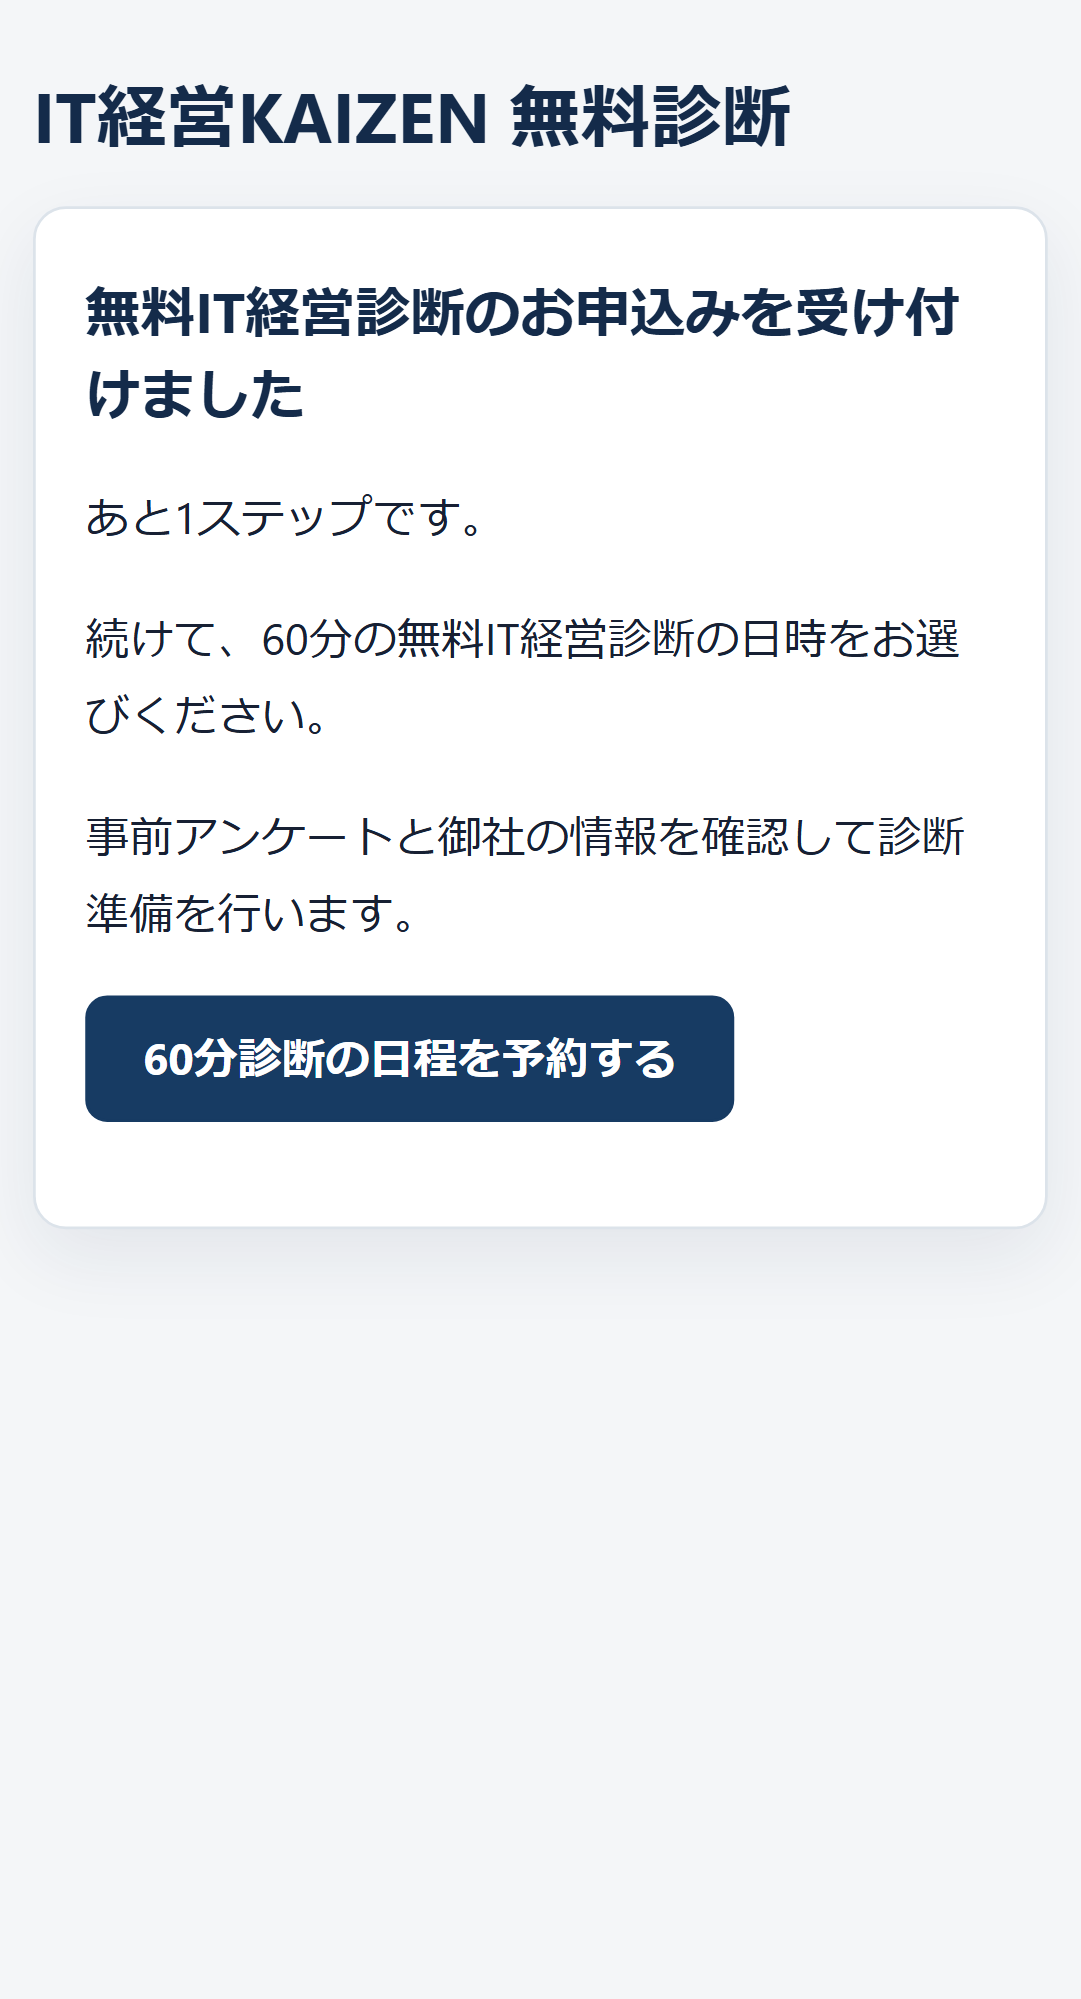 IT経営KAIZEN 無料診断
無料IT経営診断のお申込みを受け付
けました
あと1ステップです。
続けて、60分の無料IT経営診断の日時をお選
びください。
事前アンケートと御社の情報を確認して診断
準備を行います。
60分診断の日程を予約する